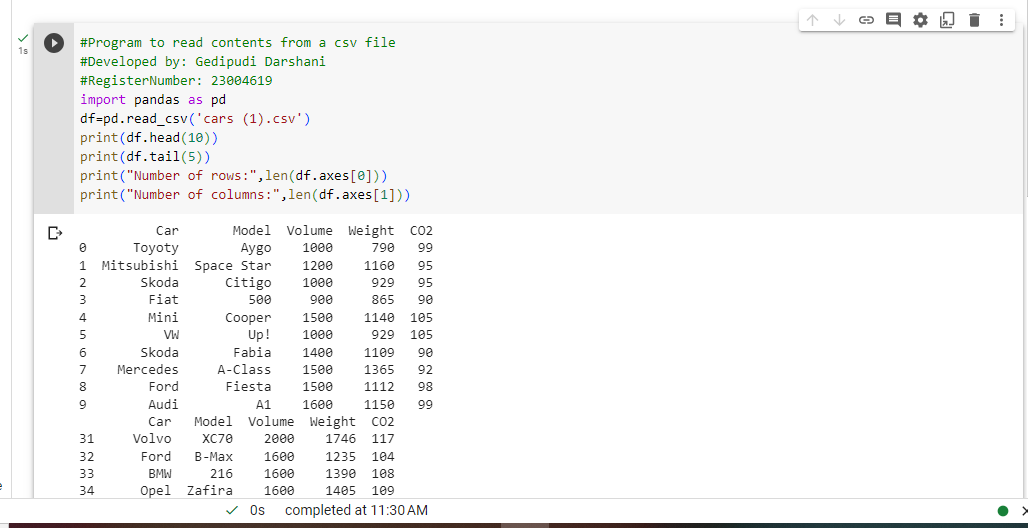 1s
#Program to read contents from a csv file
#Developed by: Gedipudi Darshani
#RegisterNumber: 23004619
import pandas as pd
df=pd.read_csv('cars (1).csv')
print(df.head(10))
print(df.tail(5))
print("Number of rows:",len(df.axes[0]))
print("Number of columns:",len(df.axes[1]))
Car Model Volume Weight CO2
0 Toyoty Aygo 1000 790 99
1 Mitsubishi Space Star 1200 1160 95
2 Skoda Citigo 1000 929 95
3 Fiat 500 900 865 90
4 Mini Cooper 1500 1140 105
5 VW Up! 1000 929 105
6 Skoda Fabia 1400 1109 90
7 Mercedes A-Class 1500 1365 92
8 Ford Fiesta 1500 1112 98
9 Audi A1 1600 1150 99
Car Model Volume Weight CO2
31 Volvo XC70 2000 1746 117
32 Ford B-Max 1600 1235 104
33 BMW 216 1600 1390 108
34 Opel Zafira 1600 1405 109
0s completed at 11:30 AM